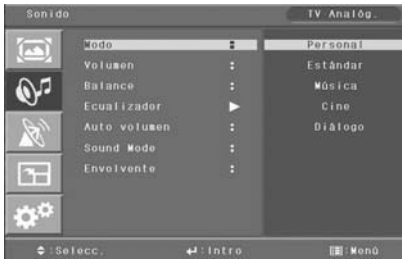 Sonido TV Analóg.
Modo : Personal
Volumen : Estándar
Balance : Música
Ecualizador ▶ Cine
Auto volumen : Diálogo
Sound Mode :
Envolvente :
:Selecc. :Intro :Menú